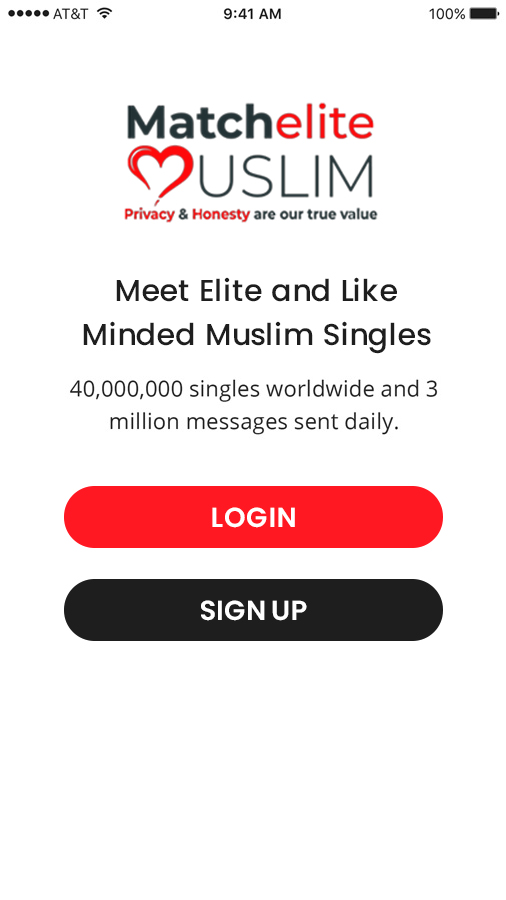 AT&T 9:41 AM 100%
Matchelite
MUSLIM
Privacy & Honesty are our true value
Meet Elite and Like
Minded Muslim Singles
40,000,000 singles worldwide and 3
million messages sent daily.
LOGIN
SIGN UP